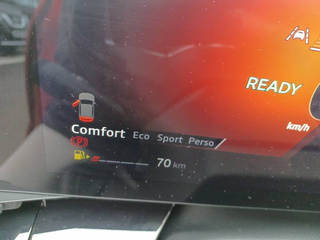 READY
km/h
Comfort Eco Sport Perso
(P)
70 km